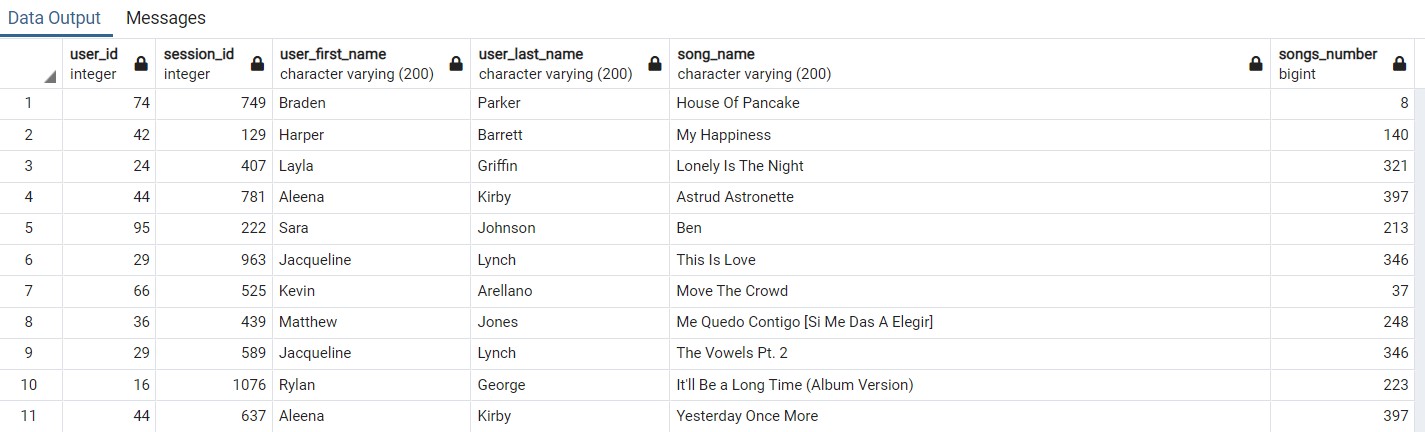 Data Output Messages
user_id session_id user_first_name user_last_name song_name songs_number
integer integer character varying (200) character varying (200) character varying (200) bigint
1 74 749 Braden Parker House Of Pancake 8
2 42 129 Harper Barrett My Happiness 140
3 24 407 Layla Griffin Lonely Is The Night 321
4 44 781 Aleena Kirby Astrud Astronette 397
5 95 222 Sara Johnson Ben 213
6 29 963 Jacqueline Lynch This Is Love 346
7 66 525 Kevin Arellano Move The Crowd 37
8 36 439 Matthew Jones Me Quedo Contigo [Si Me Das A Elegir] 248
9 29 589 Jacqueline Lynch The Vowels Pt. 2 346
10 16 1076 Rylan George It'll Be a Long Time (Album Version) 223
11 44 637 Aleena Kirby Yesterday Once More 397